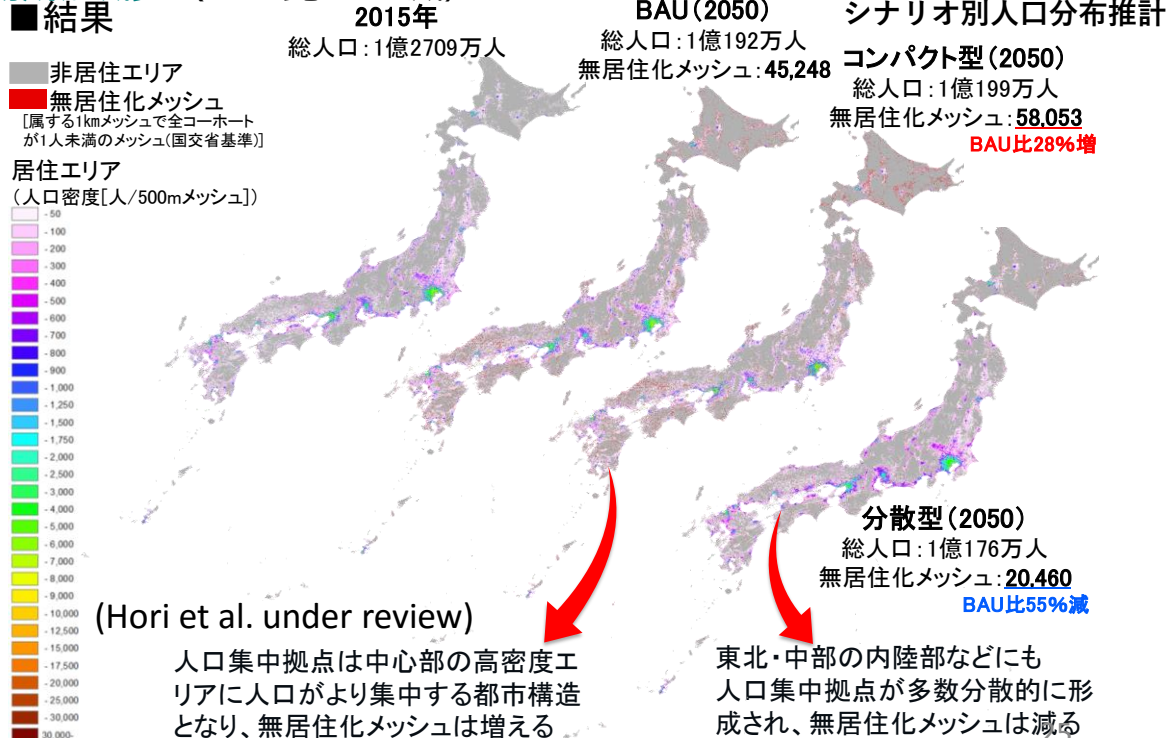 ■結果
非居住エリア
無居住化メッシュ
[属する1kmメッシュで全コーホート
が1人未満のメッシュ(国交省基準)]
居住エリア
(人口密度[人/500mメッシュ])
- 50
- 100
- 200
- 300
- 400
- 500
- 600
- 700
- 800
- 900
- 1,000
- 1,250
- 1,500
- 1,750
- 2,000
- 2,500
- 3,000
- 4,000
- 5,000
- 6,000
- 7,000
- 8,000
- 9,000
- 10,000
- 12,500
- 15,000
- 17,500
- 20,000
- 25,000
- 30,000
30,000-
2015年
総人口：1億2709万人
BAU(2050)
総人口：1億192万人
無居住化メッシュ：45,248
シナリオ別人口分布推計
コンパクト型(2050)
総人口：1億199万人
無居住化メッシュ：58,053
BAU比28%増
分散型(2050)
総人口：1億176万人
無居住化メッシュ：20,460
BAU比55%減
(Hori et al. under review)
人口集中拠点は中心部の高密度エ
リアに人口がより集中する都市構造
となり、無居住化メッシュは増える
東北・中部の内陸部などにも
人口集中拠点が多数分散的に形
成され、無居住化メッシュは減る